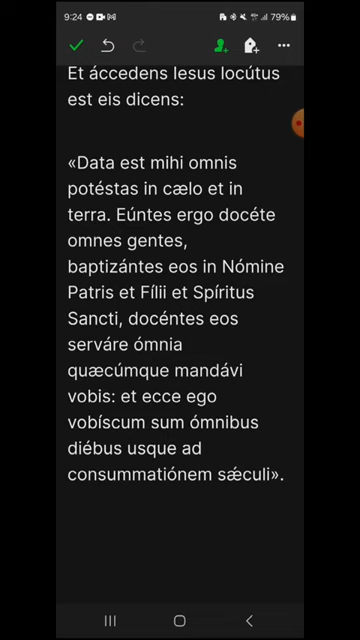 9:24
79%
Et áccedens Iesus locútus
est eis dicens:
«Data est mihi omnis
potéstas in cælo et in
terra. Eúntes ergo docéte
omnes gentes,
baptizántes eos in Nómine
Patris et Fílii et Spíritus
Sancti, docéntes eos
serváre ómnia
quæcúmque mandávi
vobis: et ecce ego
vobíscum sum ómnibus
diébus usque ad
consummatiónem sǽculi».